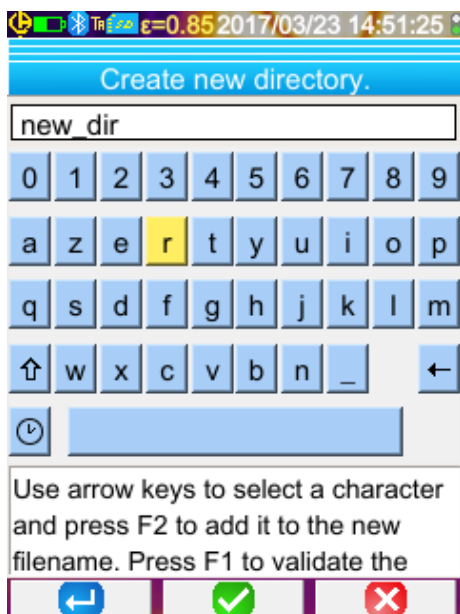 ε=0.85 2017/03/23 14:51:25
Create new directory.
new_dir
0 1 2 3 4 5 6 7 8 9
a z e r t y u i o p
q s d f g h j k l m
w x c v b n _
Use arrow keys to select a character
and press F2 to add it to the new
filename. Press F1 to validate the